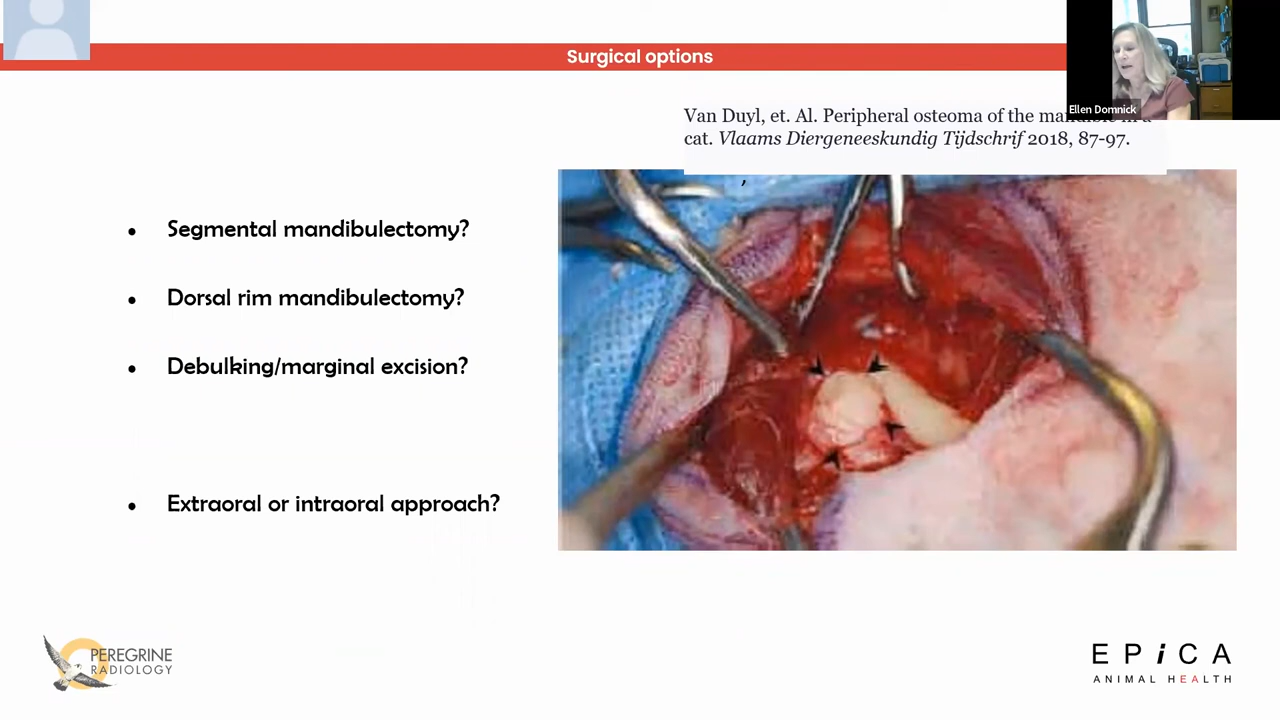 Surgical options
Ellen Domnick
Van Duyl, et. Al. Peripheral osteoma of the mandible in a
cat. Vlaams Diergeneeskundig Tijdschrif 2018, 87-97.
,
• Segmental mandibulectomy?
• Dorsal rim mandibulectomy?
• Debulking/marginal excision?
• Extraoral or intraoral approach?
PEREGRINE
RADIOLOGY
EPiCA
ANIMAL HEALTH